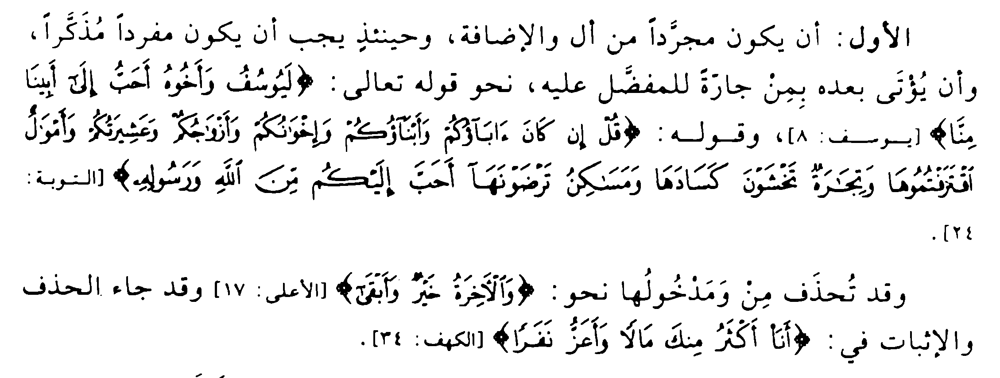 الأول: أن يكون مجرَّداً من أل والإضافة، وحينئذٍ يجب أن يكون مفرداً مُذَكَّراً،
وأن يُؤْتَى بعده بِمِنْ جارّةً للمفضَّل عليه، نحو قوله تعالى: ﴿لَيُوسُفُ وَأَخُوهُ أَحَبُّ إِلَىٰٓ أَبِينَا
مِنَّا﴾ [يوسف: ٨]، وقوله: ﴿قُلْ إِن كَانَ ءَابَآؤُكُمْ وَأَبْنَآؤُكُمْ وَإِخْوَٰنُكُمْ وَأَزْوَٰجُكُمْ وَعَشِيرَتُكُمْ وَأَمْوَٰلٌ
ٱقْتَرَفْتُمُوهَا وَتِجَٰرَةٌ تَخْشَوْنَ كَسَادَهَا وَمَسَٰكِنُ تَرْضَوْنَهَآ أَحَبَّ إِلَيْكُم مِّنَ ٱللَّهِ وَرَسُولِهِۦ﴾ [التوبة:
٢٤].
وقد تُحذَف مِنْ وَمَدْخُولُها نحو: ﴿وَٱلْأَخِرَةُ خَيْرٌ وَأَبْقَىٰٓ﴾ [الأعلى: ١٧] وقد جاء الحذف
والإثبات في: ﴿أَنَا۠ أَكْثَرُ مِنكَ مَالًا وَأَعَزُّ نَفَرًا﴾ [الكهف: ٣٤].